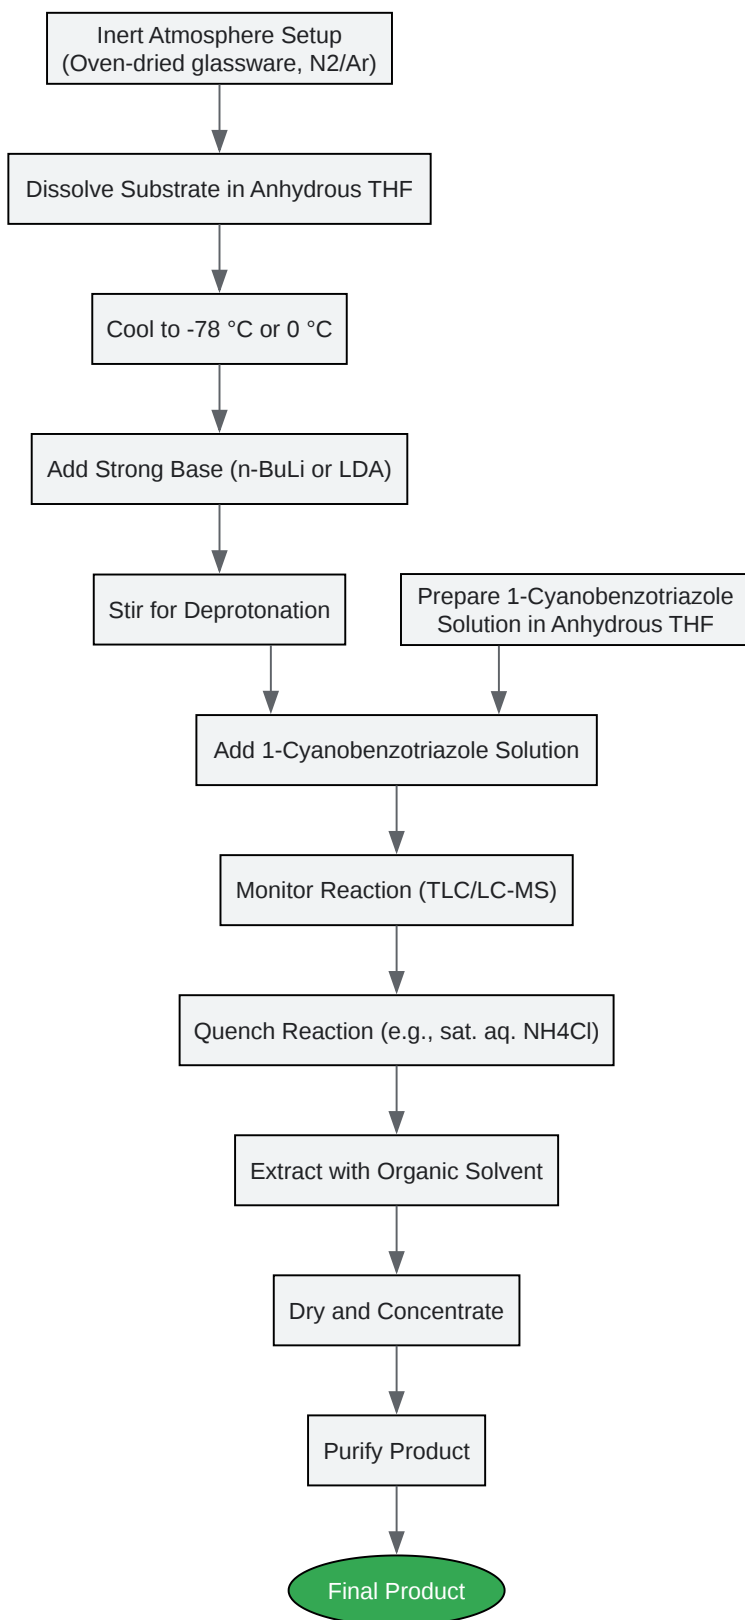 Inert Atmosphere Setup
(Oven-dried glassware, N2/Ar)
Dissolve Substrate in Anhydrous THF
Cool to -78 °C or 0 °C
Add Strong Base (n-BuLi or LDA)
Stir for Deprotonation
Prepare 1-Cyanobenzotriazole
Solution in Anhydrous THF
Add 1-Cyanobenzotriazole Solution
Monitor Reaction (TLC/LC-MS)
Quench Reaction (e.g., sat. aq. NH4Cl)
Extract with Organic Solvent
Dry and Concentrate
Purify Product
Final Product